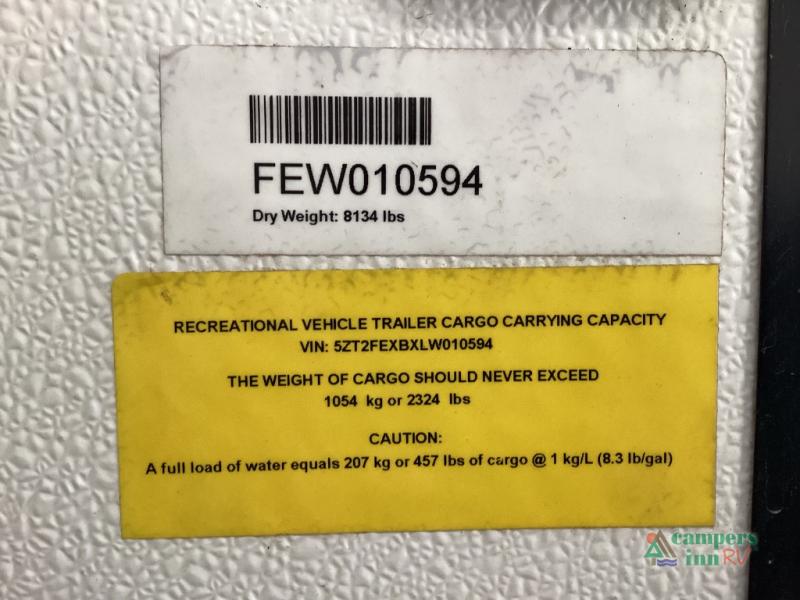 FEW010594
Dry Weight: 8134 lbs
RECREATIONAL VEHICLE TRAILER CARGO CARRYING CAPACITY
VIN: 5ZT2FEXBXLW010594
THE WEIGHT OF CARGO SHOULD NEVER EXCEED
1054 kg or 2324 lbs
CAUTION:
A full load of water equals 207 kg or 457 lbs of cargo @ 1 kg/L (8.3 lb/gal)
campers
inn RV